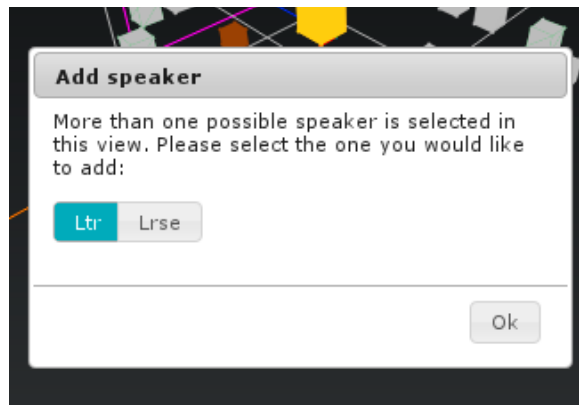 Add speaker
More than one possible speaker is selected in
this view. Please select the one you would like
to add:
Ltr Lrse
Ok